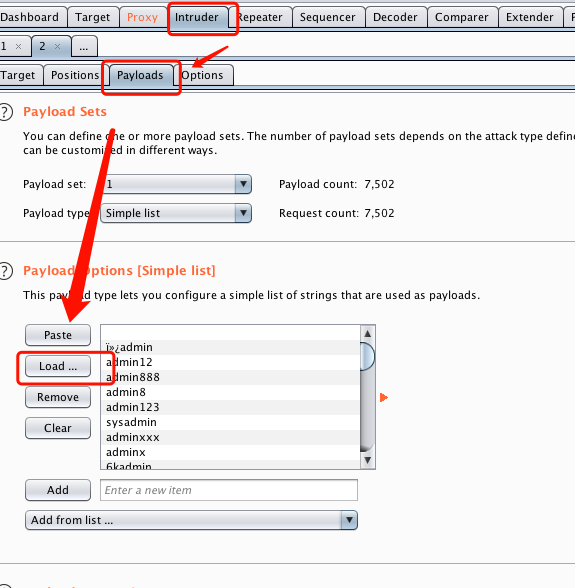 Dashboard Target Proxy Intruder Repeater Sequencer Decoder Comparer Extender
1 × 2 × ...
Target Positions Payloads Options
? Payload Sets
You can define one or more payload sets. The number of payload sets depends on the attack type define
can be customized in different ways.
Payload set: 1 Payload count: 7,502
Payload type: Simple list Request count: 7,502
? Payload Options [Simple list]
This payload type lets you configure a simple list of strings that are used as payloads.
Paste
Load ...
Remove
Clear
ï»¿admin
admin12
admin888
admin8
admin123
sysadmin
adminxxx
adminx
6kadmin
Add Enter a new item
Add from list ...